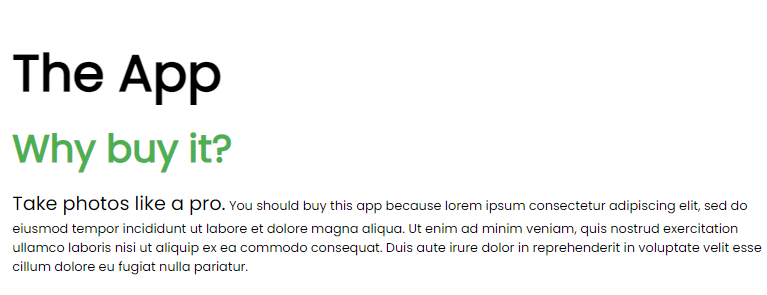 The App
Why buy it?
Take photos like a pro. You should buy this app because lorem ipsum consectetur adipiscing elit, sed do
eiusmod tempor incididunt ut labore et dolore magna aliqua. Ut enim ad minim veniam, quis nostrud exercitation
ullamco laboris nisi ut aliquip ex ea commodo consequat. Duis aute irure dolor in reprehenderit in voluptate velit esse
cillum dolore eu fugiat nulla pariatur.